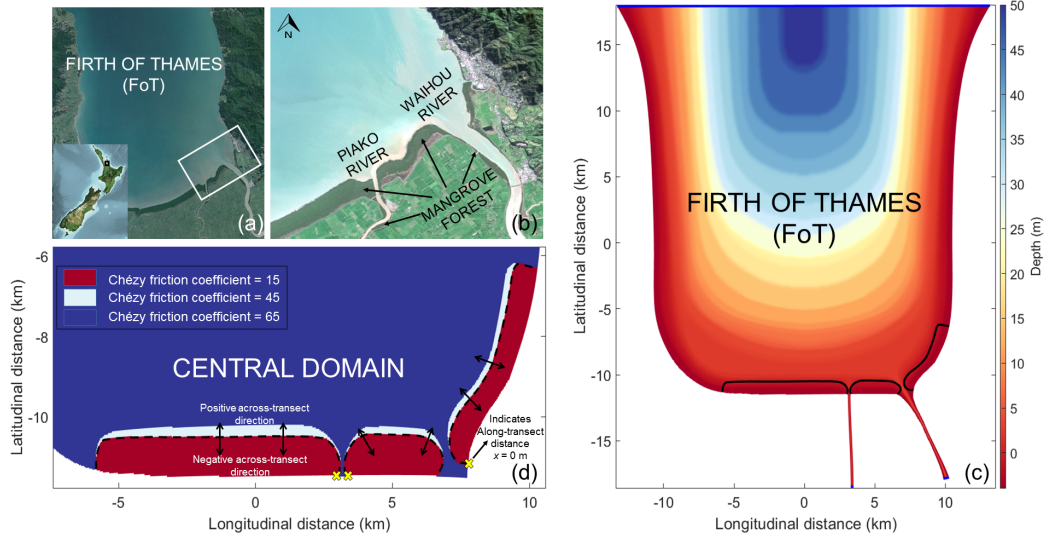 FIRTH OF THAMES
(FoT)
(a)
N
WAIHOU
RIVER
PIAKO
RIVER
MANGROVE
FOREST
(b)
Chézy friction coefficient = 15
Chézy friction coefficient = 45
Chézy friction coefficient = 65
CENTRAL DOMAIN
Positive across-transect
direction
Negative across-transect
direction
Indicates
Along-transect
distance
x = 0 m
(d)
-6
-8
-10
Latitudinal distance (km)
-5
0
5
10
Longitudinal distance (km)
FIRTH OF THAMES
(FoT)
(c)
15
10
5
0
-5
-10
-15
Latitudinal distance (km)
-5
0
5
10
Longitudinal distance (km)
50
45
40
35
30
25
20
15
10
5
0
Depth (m)